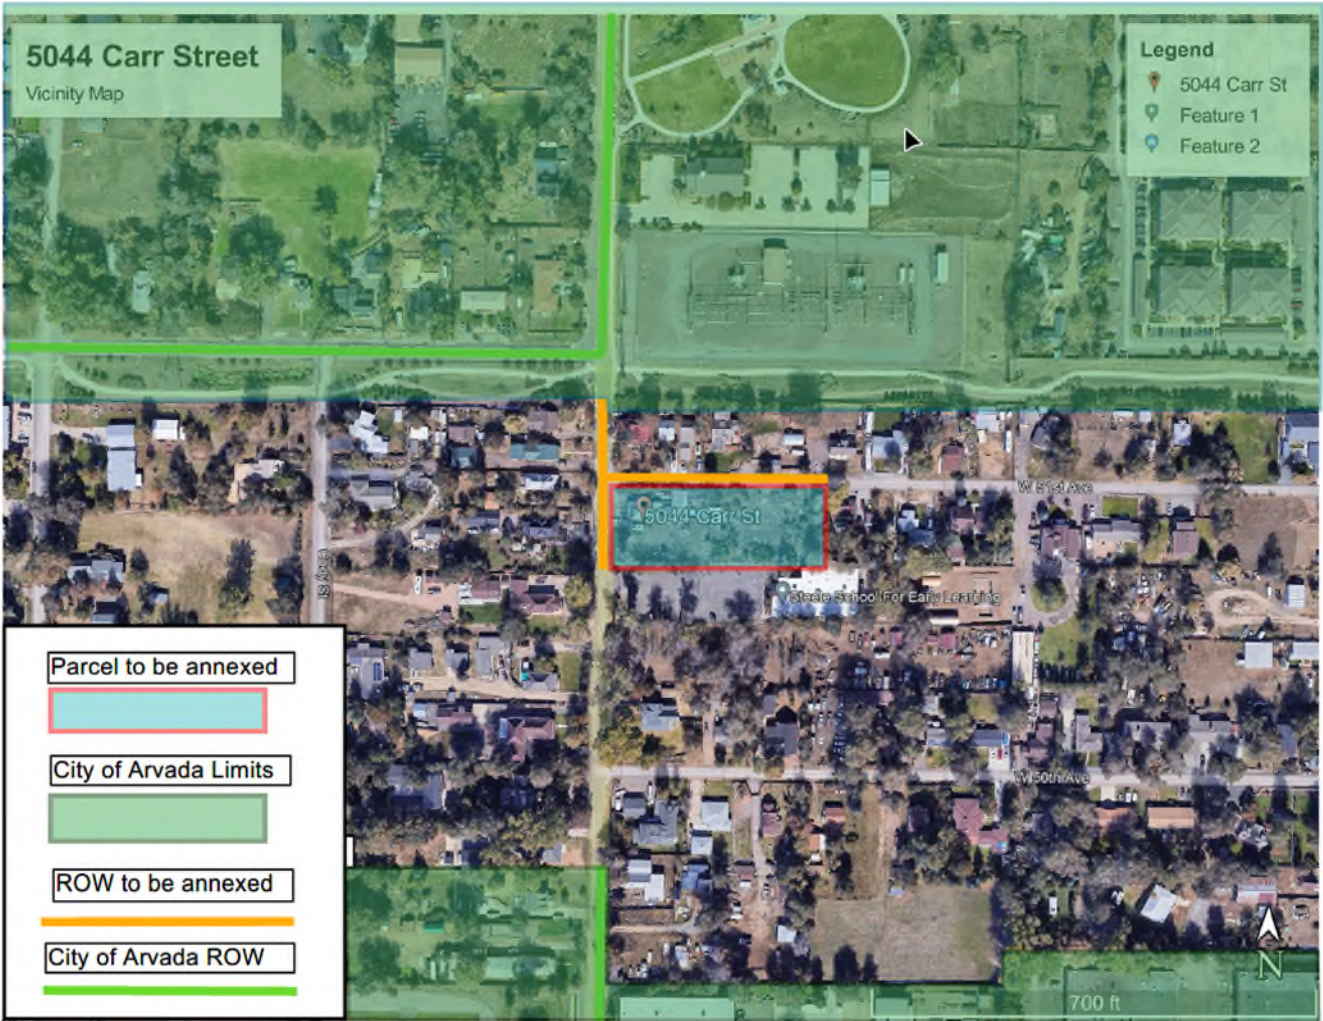 5044 Carr Street
Vicinity Map
Legend
5044 Carr St
Feature 1
Feature 2
W 51st Ave
5044 Carr St
Steele School For Early Learning
W 50th Ave
Parcel to be annexed
City of Arvada Limits
ROW to be annexed
City of Arvada ROW
N
700 ft